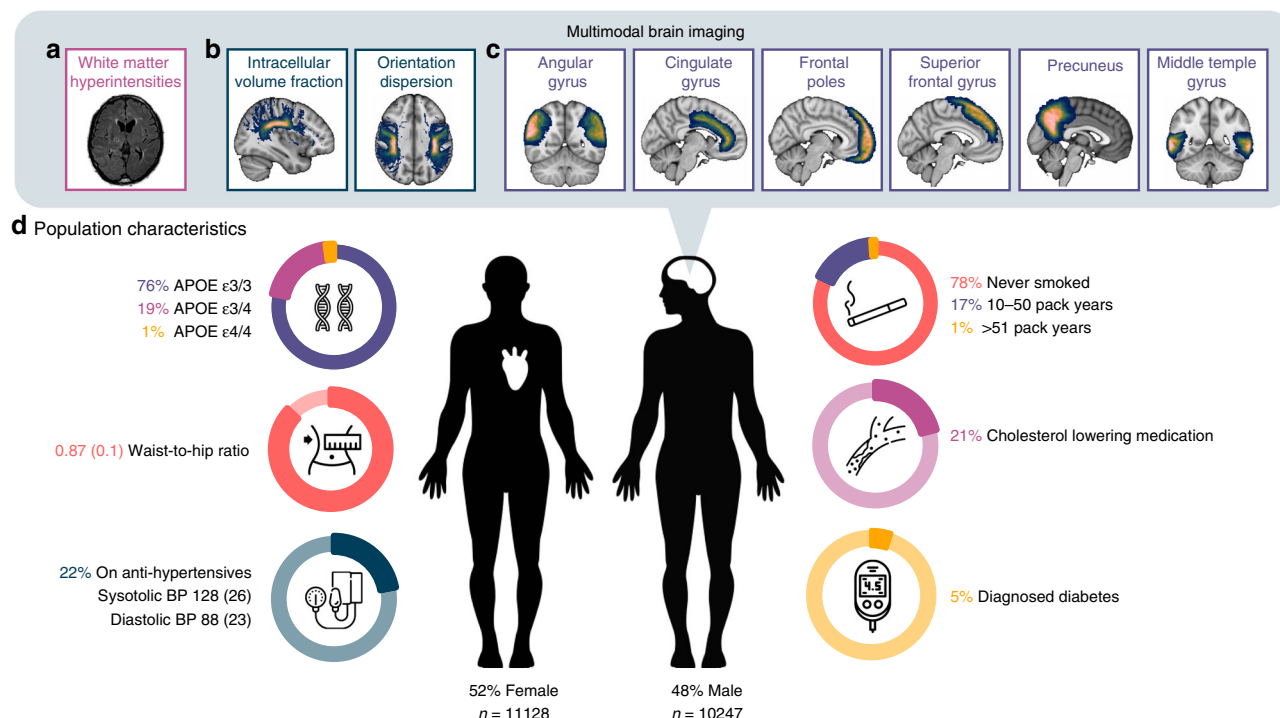 Multimodal brain imaging
a
White matter
hyperintensities
b
Intracellular
volume fraction
Orientation
dispersion
c
Angular
gyrus
Cingulate
gyrus
Frontal
poles
Superior
frontal gyrus
Precuneus
Middle temple
gyrus
d Population characteristics
76% APOE ε3/3
19% APOE ε3/4
1% APOE ε4/4
0.87 (0.1) Waist-to-hip ratio
22% On anti-hypertensives
Sysotolic BP 128 (26)
Diastolic BP 88 (23)
78% Never smoked
17% 10–50 pack years
1% >51 pack years
21% Cholesterol lowering medication
4.5
5% Diagnosed diabetes
52% Female
n = 11128
48% Male
n = 10247